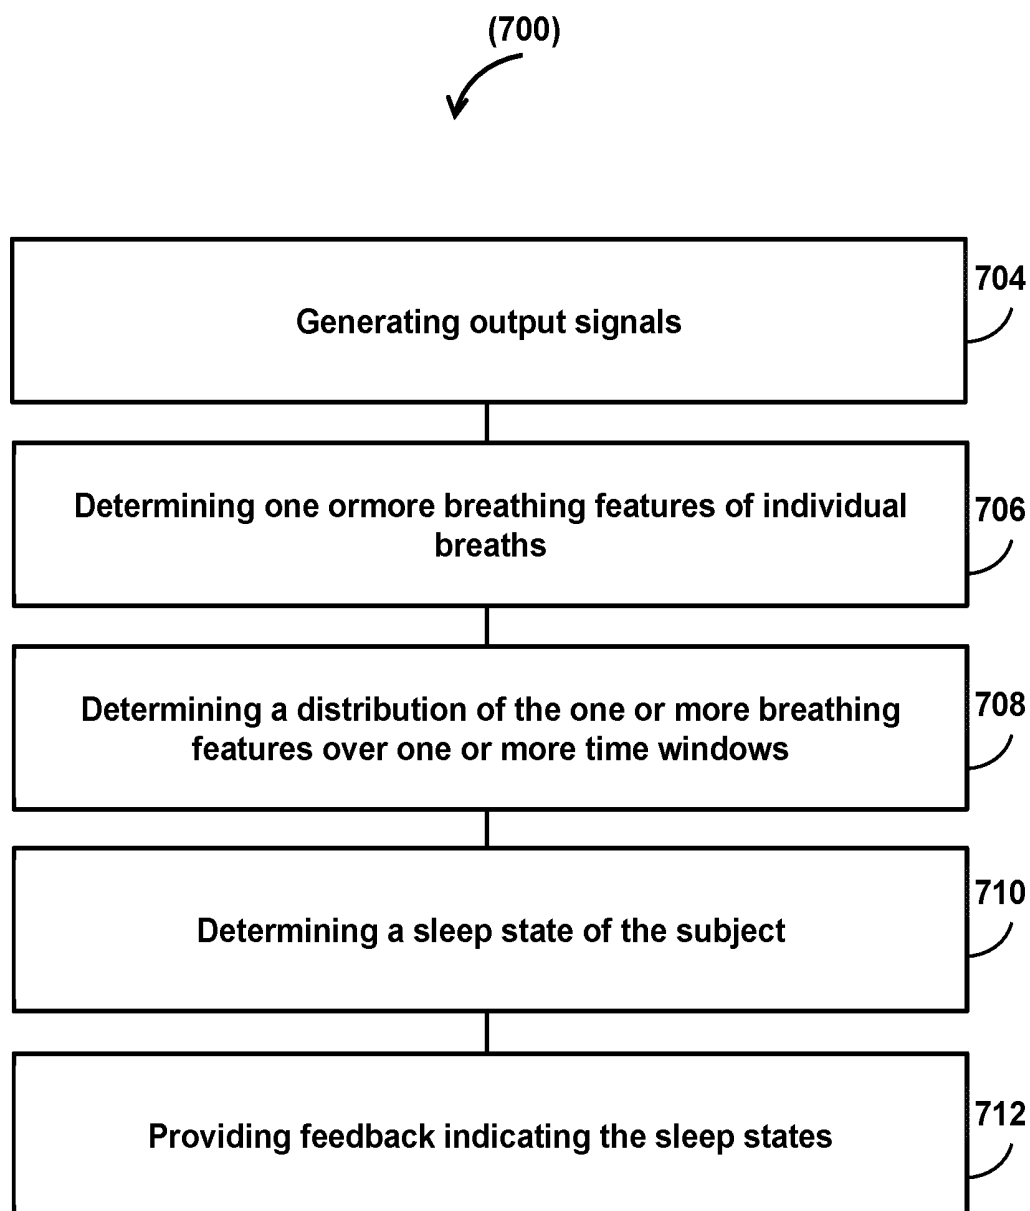 (700)
Generating output signals
704
Determining one ormore breathing features of individual
breaths
706
Determining a distribution of the one or more breathing
features over one or more time windows
708
Determining a sleep state of the subject
710
Providing feedback indicating the sleep states
712